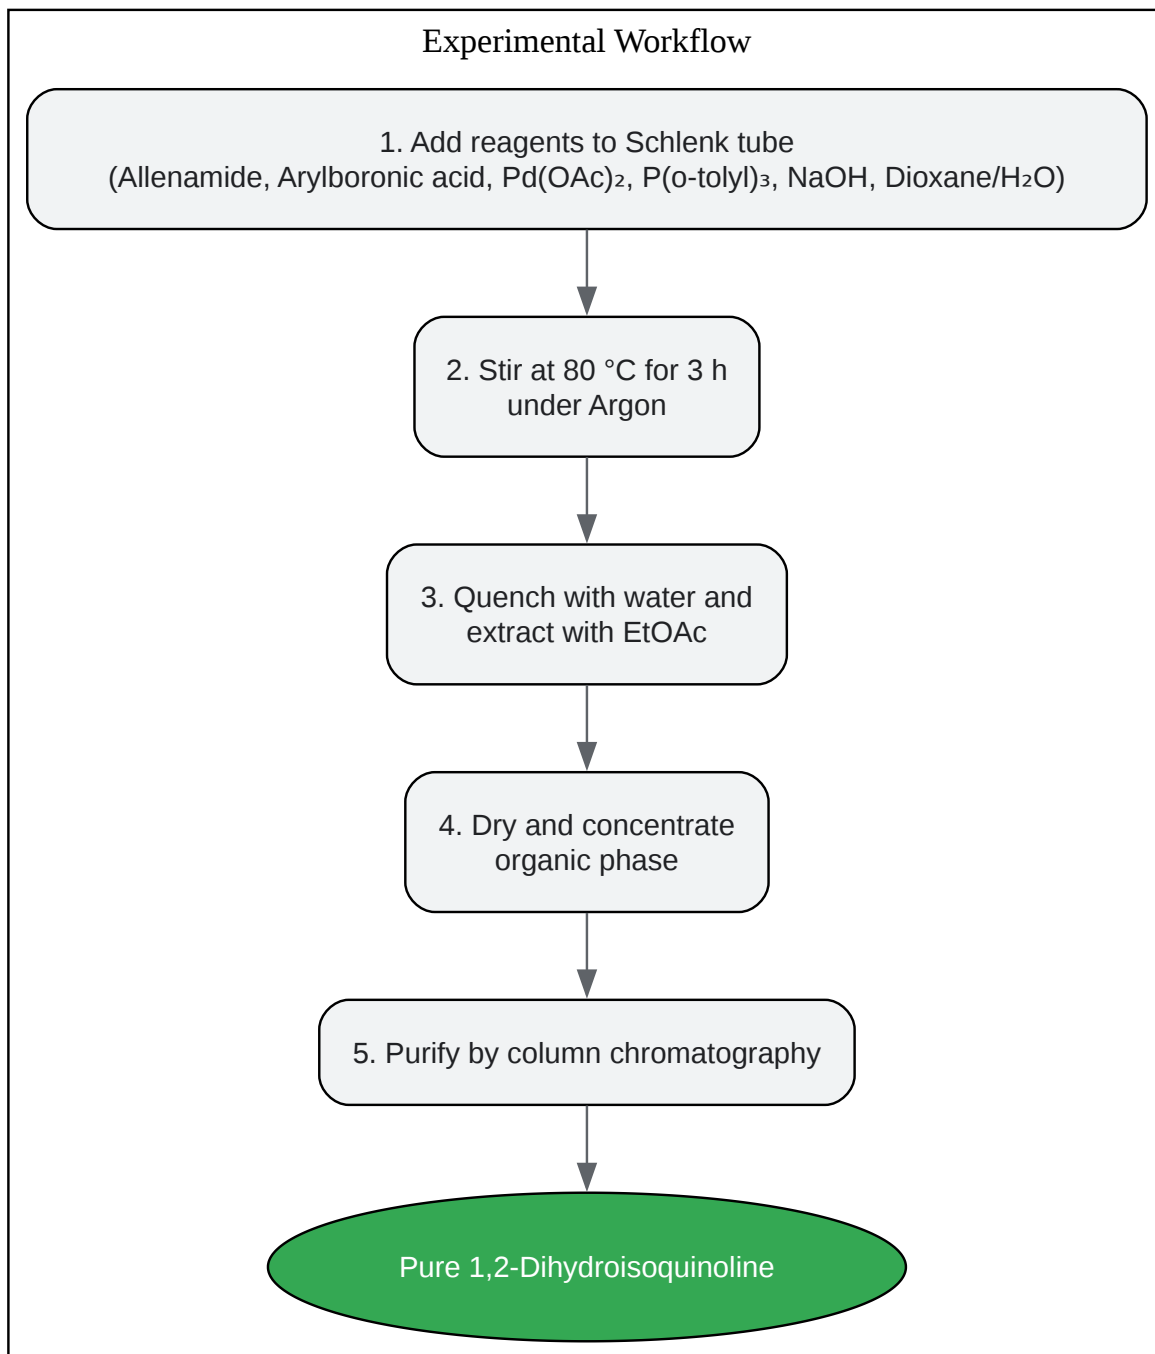 Experimental Workflow
1. Add reagents to Schlenk tube
(Allenamide, Arylboronic acid, Pd(OAc)₂, P(o-tolyl)₃, NaOH, Dioxane/H₂O)
2. Stir at 80 °C for 3 h
under Argon
3. Quench with water and
extract with EtOAc
4. Dry and concentrate
organic phase
5. Purify by column chromatography
Pure 1,2-Dihydroisoquinoline